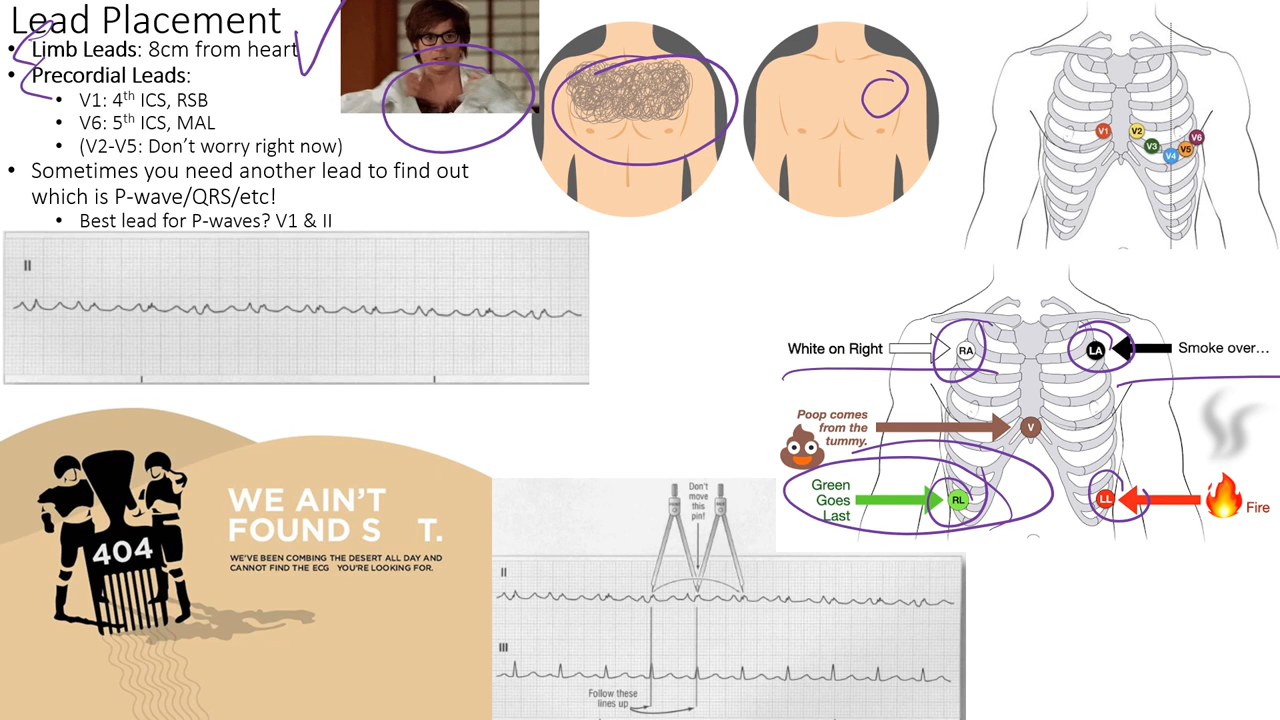 Lead Placement
• Limb Leads: 8cm from heart
• Precordial Leads:
• V1: 4th ICS, RSB
• V6: 5th ICS, MAL
• (V2-V5: Don't worry right now)
• Sometimes you need another lead to find out
which is P-wave/QRS/etc!
• Best lead for P-waves? V1 & II
V1
V2
V3
V4
V5
V6
II
White on Right
RA
LA
Smoke over...
Poop comes
from the
tummy.
V
Green
Goes
Last
RL
LL
Fire
404
WE AIN'T
FOUND S T.
WE'VE BEEN COMBING THE DESERT ALL DAY AND
CANNOT FIND THE ECG YOU'RE LOOKING FOR.
Don't
move
this
pin!
II
III
Follow these
lines up